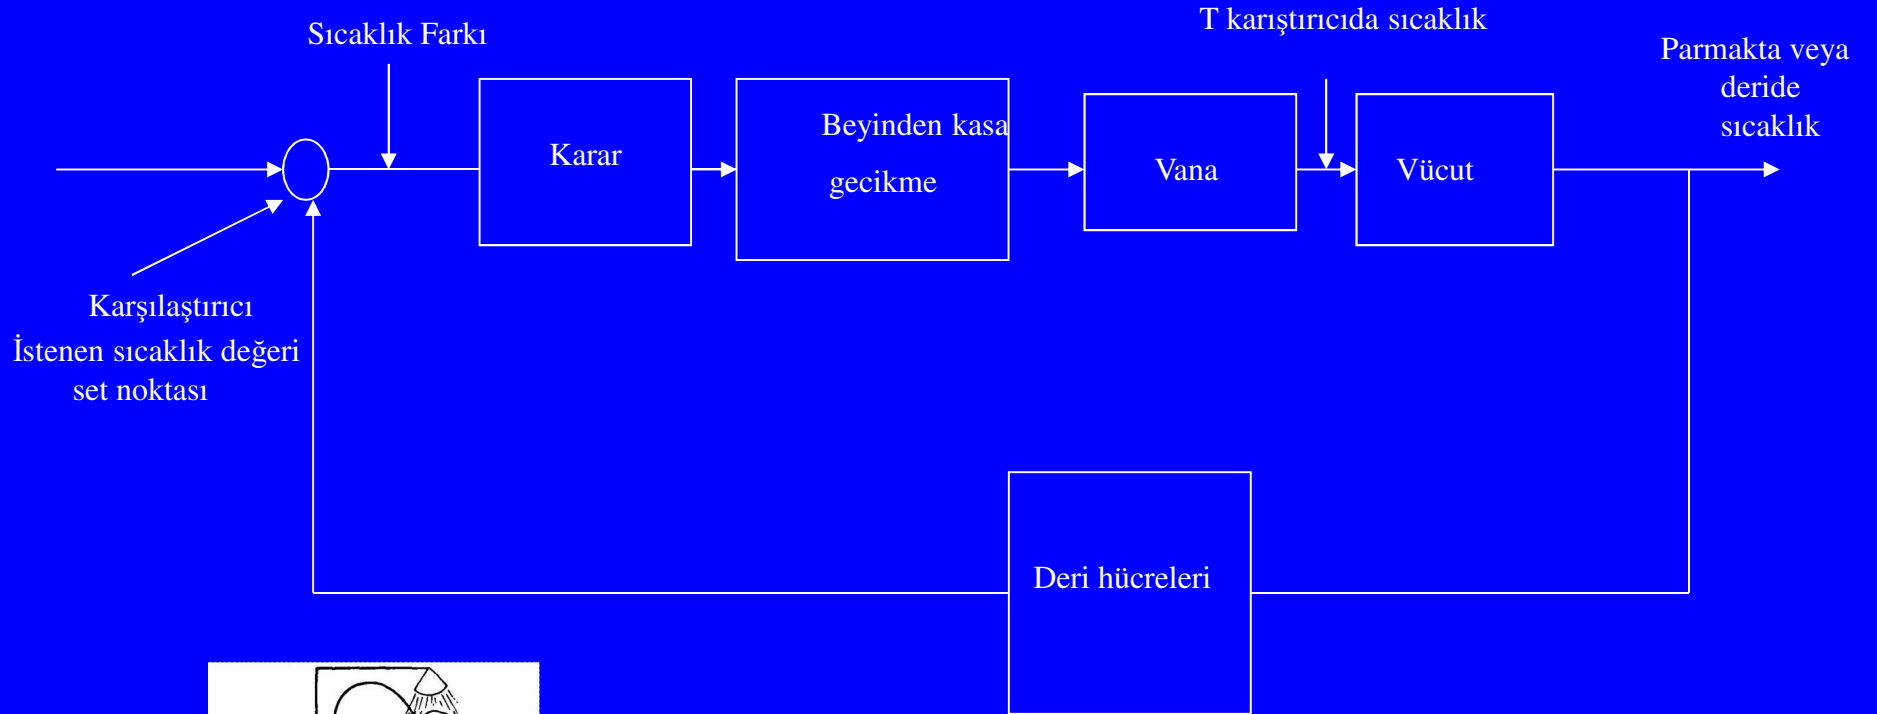 T karıştırıcıda sıcaklık
Sıcaklık Farkı
Parmakta veya
deride
sıcaklık
Karar
Beyinden kasa
gecikme
Vana
Vücut
Karşılaştırıcı
İstenen sıcaklık değeri
set noktası
Deri hücreleri